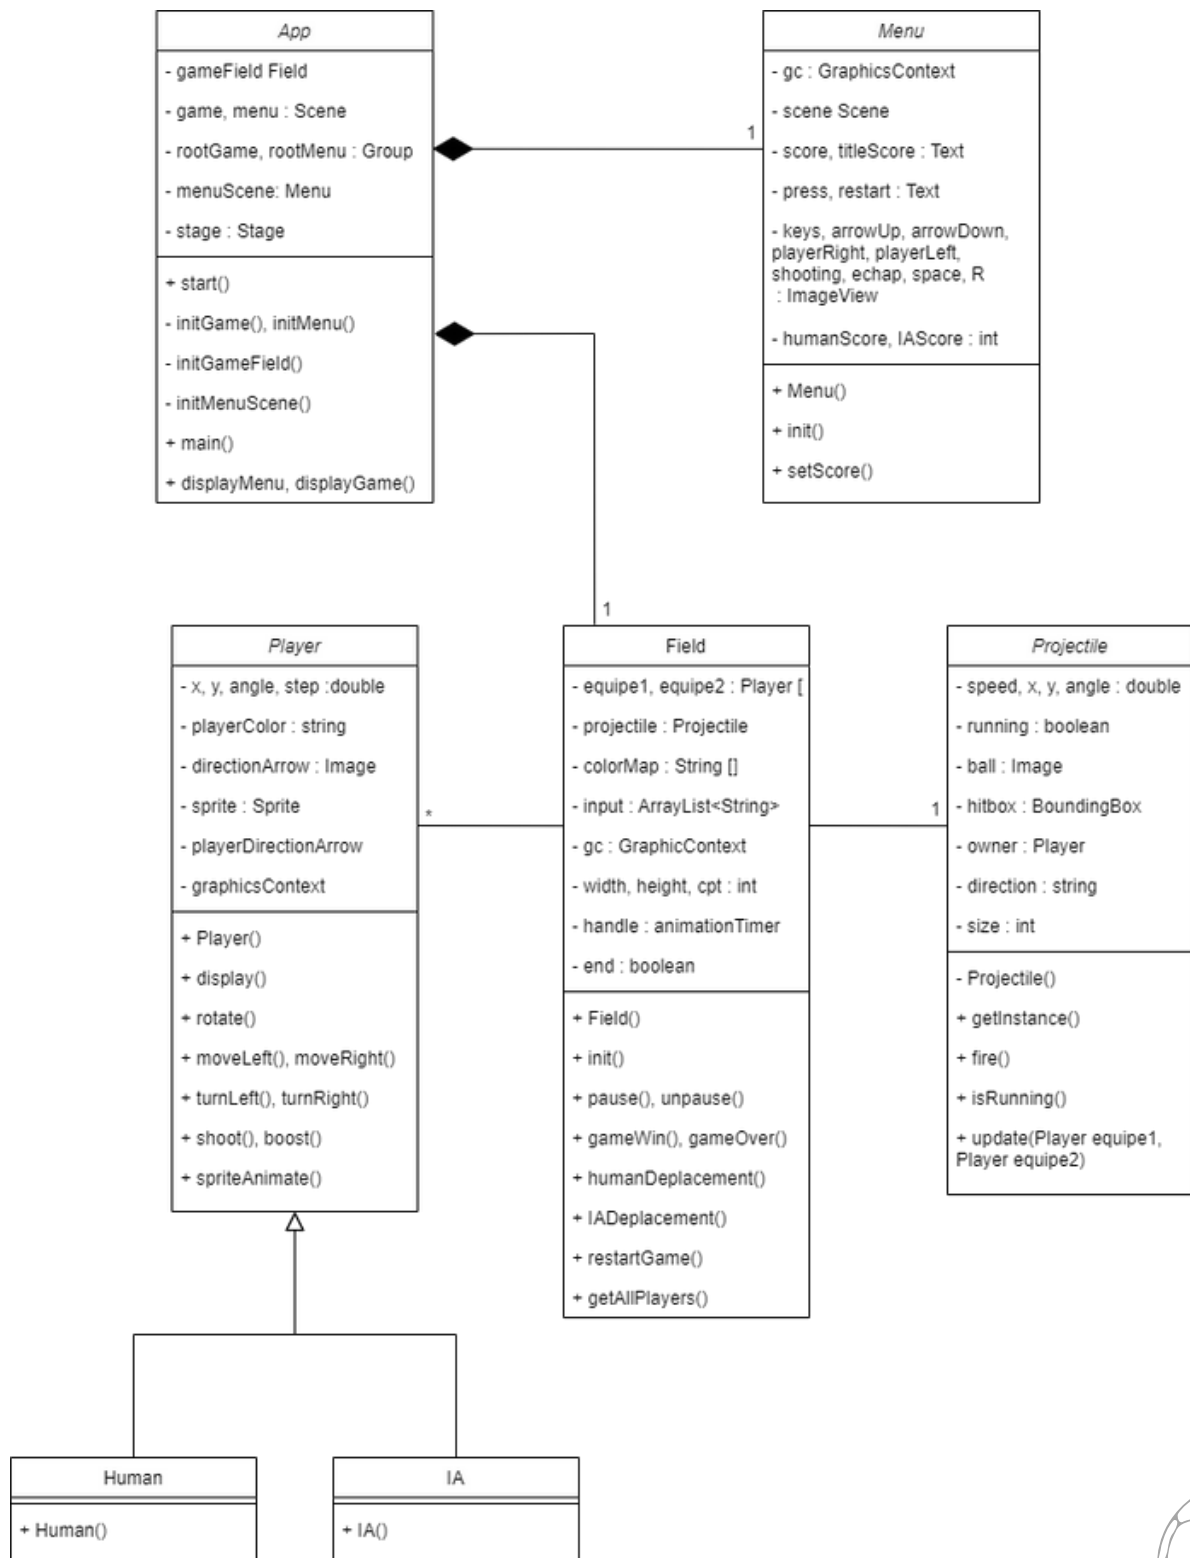 App
- gameField Field
- game, menu : Scene
- rootGame, rootMenu : Group
- menuScene: Menu
- stage : Stage
+ start()
- initGame(), initMenu()
- initGameField()
- initMenuScene()
+ main()
+ displayMenu, displayGame()
1
Menu
- gc : GraphicsContext
- scene Scene
- score, titleScore : Text
- press, restart : Text
- keys, arrowUp, arrowDown,
playerRight, playerLeft,
shooting, echap, space, R
: ImageView
- humanScore, IAScore : int
+ Menu()
+ init()
+ setScore()
1
Player
- x, y, angle, step :double
- playerColor : string
- directionArrow : Image
- sprite : Sprite
- playerDirectionArrow
- graphicsContext
+ Player()
+ display()
+ rotate()
+ moveLeft(), moveRight()
+ turnLeft(), turnRight()
+ shoot(), boost()
+ spriteAnimate()
*
Field
- equipe1, equipe2 : Player [
- projectile : Projectile
- colorMap : String []
- input : ArrayList<String>
- gc : GraphicContext
- width, height, cpt : int
- handle : animationTimer
- end : boolean
+ Field()
+ init()
+ pause(), unpause()
+ gameWin(), gameOver()
+ humanDeplacement()
+ IADeplacement()
+ restartGame()
+ getAllPlayers()
1
Projectile
- speed, x, y, angle : double
- running : boolean
- ball : Image
- hitbox : BoundingBox
- owner : Player
- direction : string
- size : int
- Projectile()
+ getInstance()
+ fire()
+ isRunning()
+ update(Player equipe1,
Player equipe2)
Human
+ Human()
IA
+ IA()